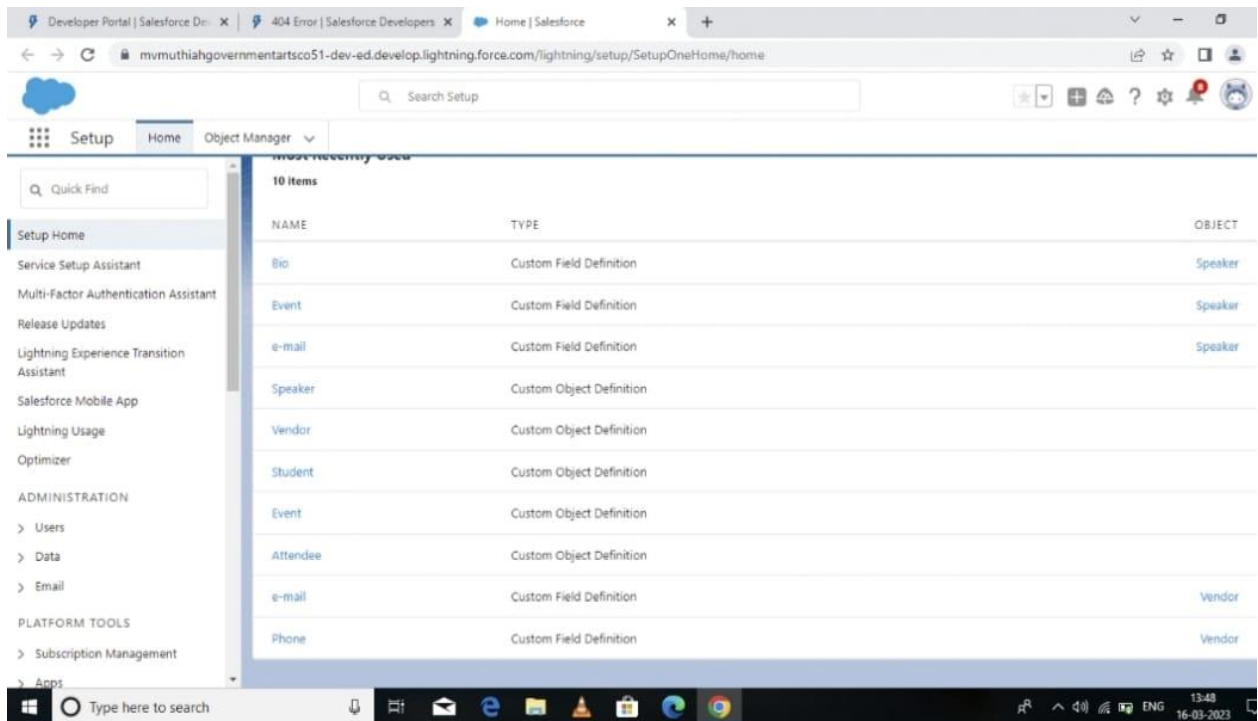 Developer Portal | Salesforce De
404 Error | Salesforce Developers
Home | Salesforce
mvmuthiahgovernmentartsco51-dev-ed.develop.lightning.force.com/lightning/setup/SetupOneHome/home
Search Setup
Setup
Home
Object Manager
Most Recently Used
10 items
Quick Find
Setup Home
Service Setup Assistant
Multi-Factor Authentication Assistant
Release Updates
Lightning Experience Transition
Assistant
Salesforce Mobile App
Lightning Usage
Optimizer
ADMINISTRATION
> Users
> Data
> Email
PLATFORM TOOLS
> Subscription Management
> Apps
NAME TYPE OBJECT
Bio Custom Field Definition Speaker
Event Custom Field Definition Speaker
e-mail Custom Field Definition Speaker
Speaker Custom Object Definition
Vendor Custom Object Definition
Student Custom Object Definition
Event Custom Object Definition
Attendee Custom Object Definition
e-mail Custom Field Definition Vendor
Phone Custom Field Definition Vendor
Type here to search
ENG
13:48
16-03-2023